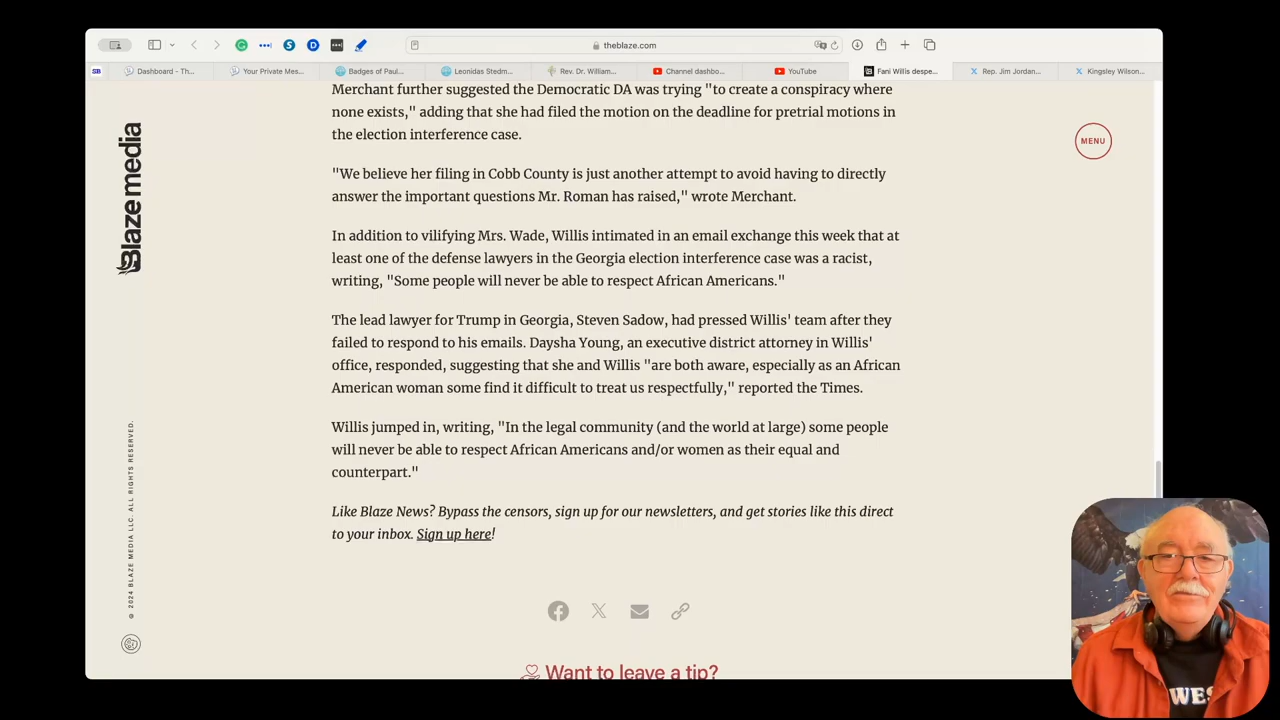 theblaze.com
SB
Dashboard - Th...
Your Private Mes...
Badges of Paul...
Leonidas Stedm...
Rev. Dr. William...
Channel dashbo...
YouTube
Fani Willis despe...
Rep. Jim Jordan...
Kingsley Wilson...
Merchant further suggested the Democratic DA was trying "to create a conspiracy where
none exists," adding that she had filed the motion on the deadline for pretrial motions in
the election interference case.
"We believe her filing in Cobb County is just another attempt to avoid having to directly
answer the important questions Mr. Roman has raised," wrote Merchant.
In addition to vilifying Mrs. Wade, Willis intimated in an email exchange this week that at
least one of the defense lawyers in the Georgia election interference case was a racist,
writing, "Some people will never be able to respect African Americans."
The lead lawyer for Trump in Georgia, Steven Sadow, had pressed Willis' team after they
failed to respond to his emails. Daysha Young, an executive district attorney in Willis'
office, responded, suggesting that she and Willis "are both aware, especially as an African
American woman some find it difficult to treat us respectfully," reported the Times.
Willis jumped in, writing, "In the legal community (and the world at large) some people
will never be able to respect African Americans and/or women as their equal and
counterpart."
Like Blaze News? Bypass the censors, sign up for our newsletters, and get stories like this direct
to your inbox. Sign up here!
Want to leave a tip?
MENU
Blaze media
© 2024 BLAZE MEDIA LLC. ALL RIGHTS RESERVED.